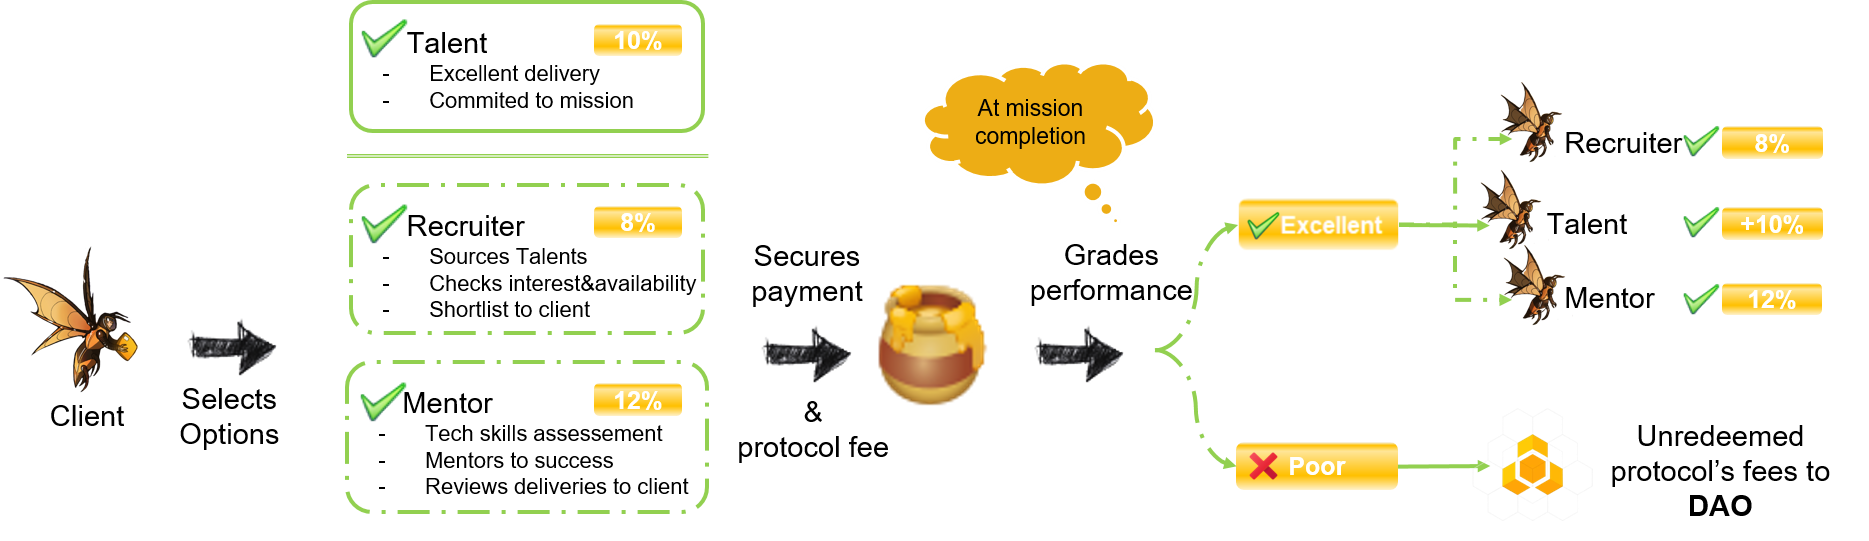 Client
Selects
Options
Talent 10%
- Excellent delivery
- Commited to mission
Recruiter 8%
- Sources Talents
- Checks interest&availability
- Shortlist to client
Mentor 12%
- Tech skills assessement
- Mentors to success
- Reviews deliveries to client
Secures
payment
&
protocol fee
At mission
completion
Grades
performance
Excellent
Recruiter 8%
Talent +10%
Mentor 12%
Poor
Unredeemed
protocol’s fees to
DAO